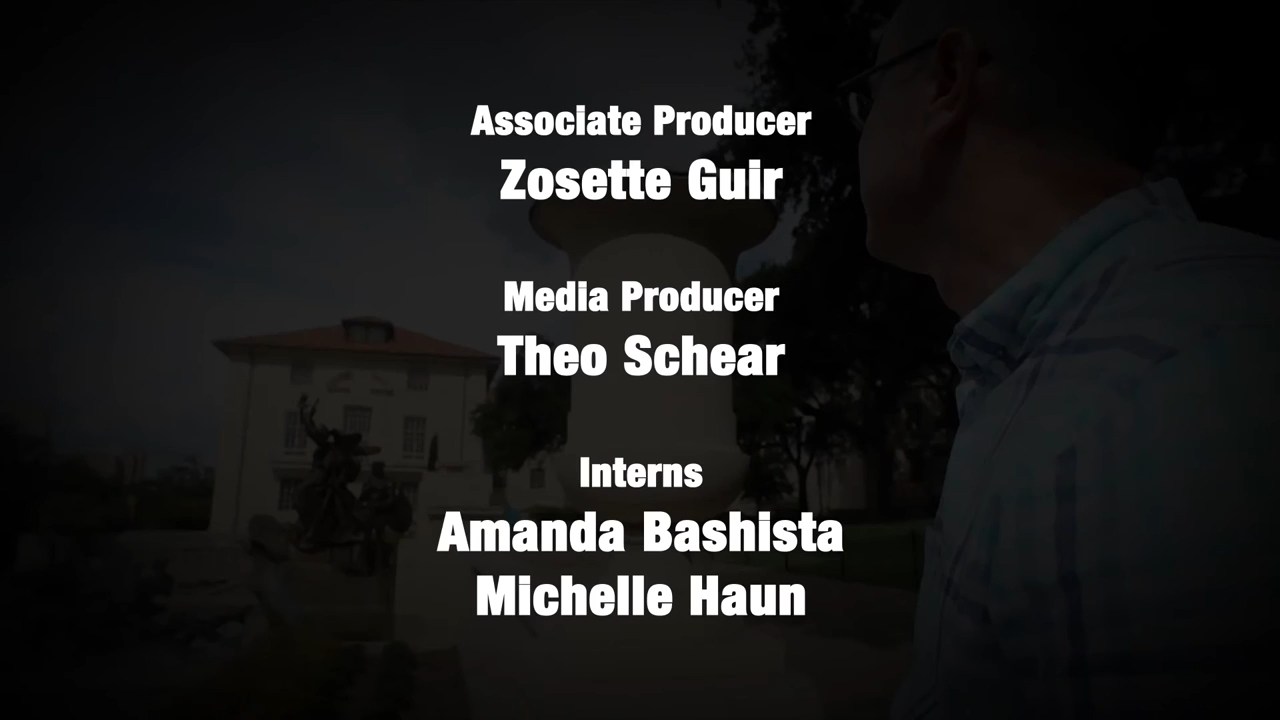 Associate Producer
Zosette Guir
Media Producer
Theo Schear
Interns
Amanda Bashista
Michelle Haun